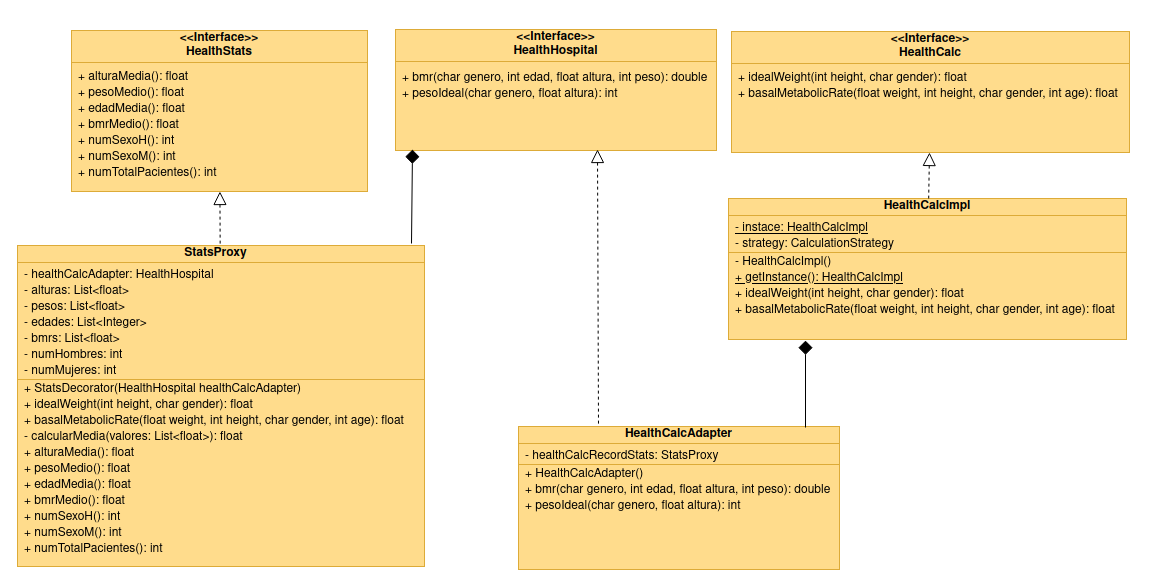 <<Interface>>
HealthStats
+ alturaMedia(): float
+ pesoMedio(): float
+ edadMedia(): float
+ bmrMedio(): float
+ numSexoH(): int
+ numSexoM(): int
+ numTotalPacientes(): int
<<Interface>>
HealthHospital
+ bmr(char genero, int edad, float altura, int peso): double
+ pesoIdeal(char genero, float altura): int
<<Interface>>
HealthCalc
+ idealWeight(int height, char gender): float
+ basalMetabolicRate(float weight, int height, char gender, int age): float
StatsProxy
- healthCalcAdapter: HealthHospital
- alturas: List<float>
- pesos: List<float>
- edades: List<Integer>
- bmrs: List<float>
- numHombres: int
- numMujeres: int
+ StatsDecorator(HealthHospital healthCalcAdapter)
+ idealWeight(int height, char gender): float
+ basalMetabolicRate(float weight, int height, char gender, int age): float
- calcularMedia(valores: List<float>): float
+ alturaMedia(): float
+ pesoMedio(): float
+ edadMedia(): float
+ bmrMedio(): float
+ numSexoH(): int
+ numSexoM(): int
+ numTotalPacientes(): int
HealthCalcImpl
- instace: HealthCalcImpl
- strategy: CalculationStrategy
- HealthCalcImpl()
+ getInstance(): HealthCalcImpl
+ idealWeight(int height, char gender): float
+ basalMetabolicRate(float weight, int height, char gender, int age): float
HealthCalcAdapter
- healthCalcRecordStats: StatsProxy
+ HealthCalcAdapter()
+ bmr(char genero, int edad, float altura, int peso): double
+ pesoIdeal(char genero, float altura): int